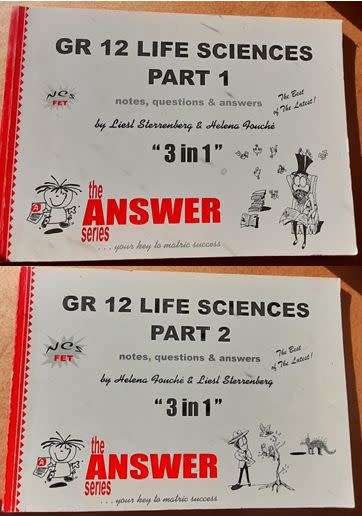 GR 12 LIFE SCIENCES
PART 1
NCS
FET
notes, questions & answers
The Best
of The Latest!
by Liesl Sterrenberg & Helena Fouché
"3 in 1"
the
ANSWER
series
. . . your key to matric success
GR 12 LIFE SCIENCES
PART 2
NCS
FET
notes, questions & answers
The Best
of The Latest!
by Helena Fouché & Liesl Sterrenberg
"3 in 1"
the
ANSWER
series
. . . your key to matric success